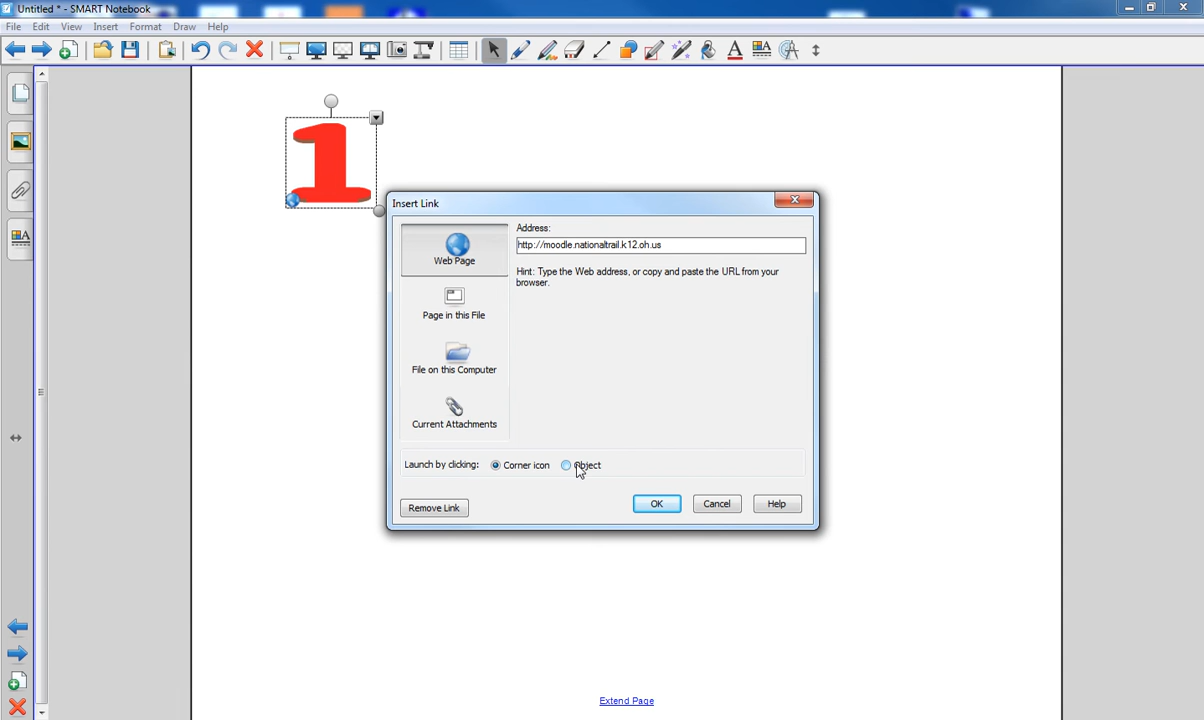 Untitled * - SMART Notebook
File Edit View Insert Format Draw Help
1
Insert Link
Web Page
Page in this File
File on this Computer
Current Attachments
Address:
http://moodle.nationaltrail.k12.oh.us
Hint: Type the Web address, or copy and paste the URL from your
browser.
Launch by clicking: Corner icon Object
Remove Link OK Cancel Help
Extend Page